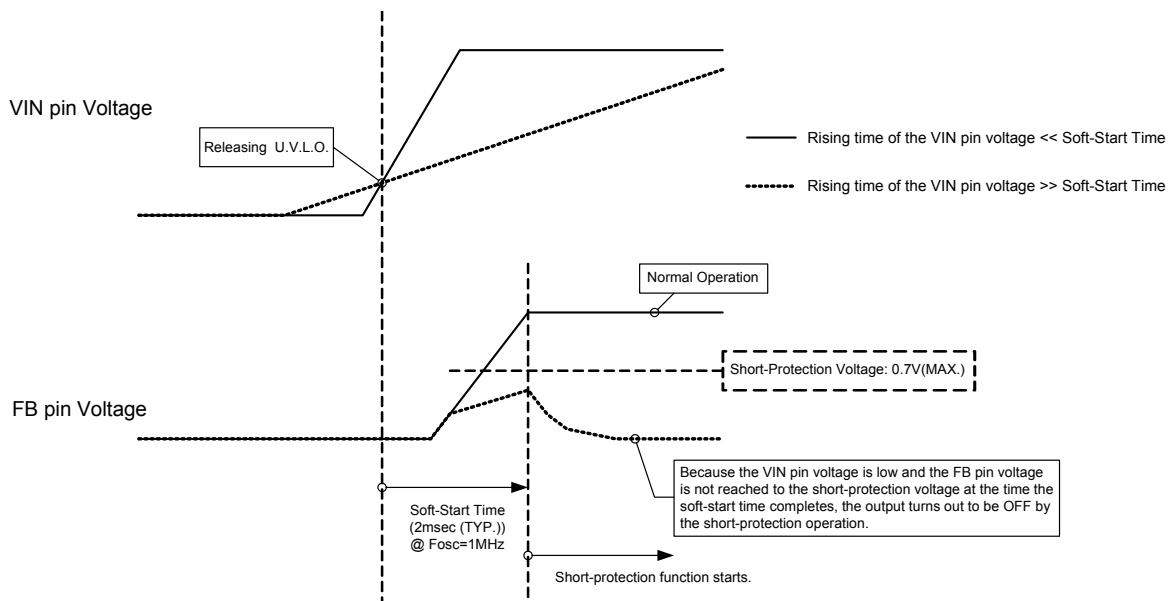 VIN pin Voltage
Releasing U.V.L.O.
Rising time of the VIN pin voltage << Soft-Start Time
Rising time of the VIN pin voltage >> Soft-Start Time
Normal Operation
Short-Protection Voltage: 0.7V(MAX.)
FB pin Voltage
Because the VIN pin voltage is low and the FB pin voltage
is not reached to the short-protection voltage at the time the
soft-start time completes, the output turns out to be OFF by
the short-protection operation.
Soft-Start Time
(2msec (TYP.))
@ Fosc=1MHz
Short-protection function starts.